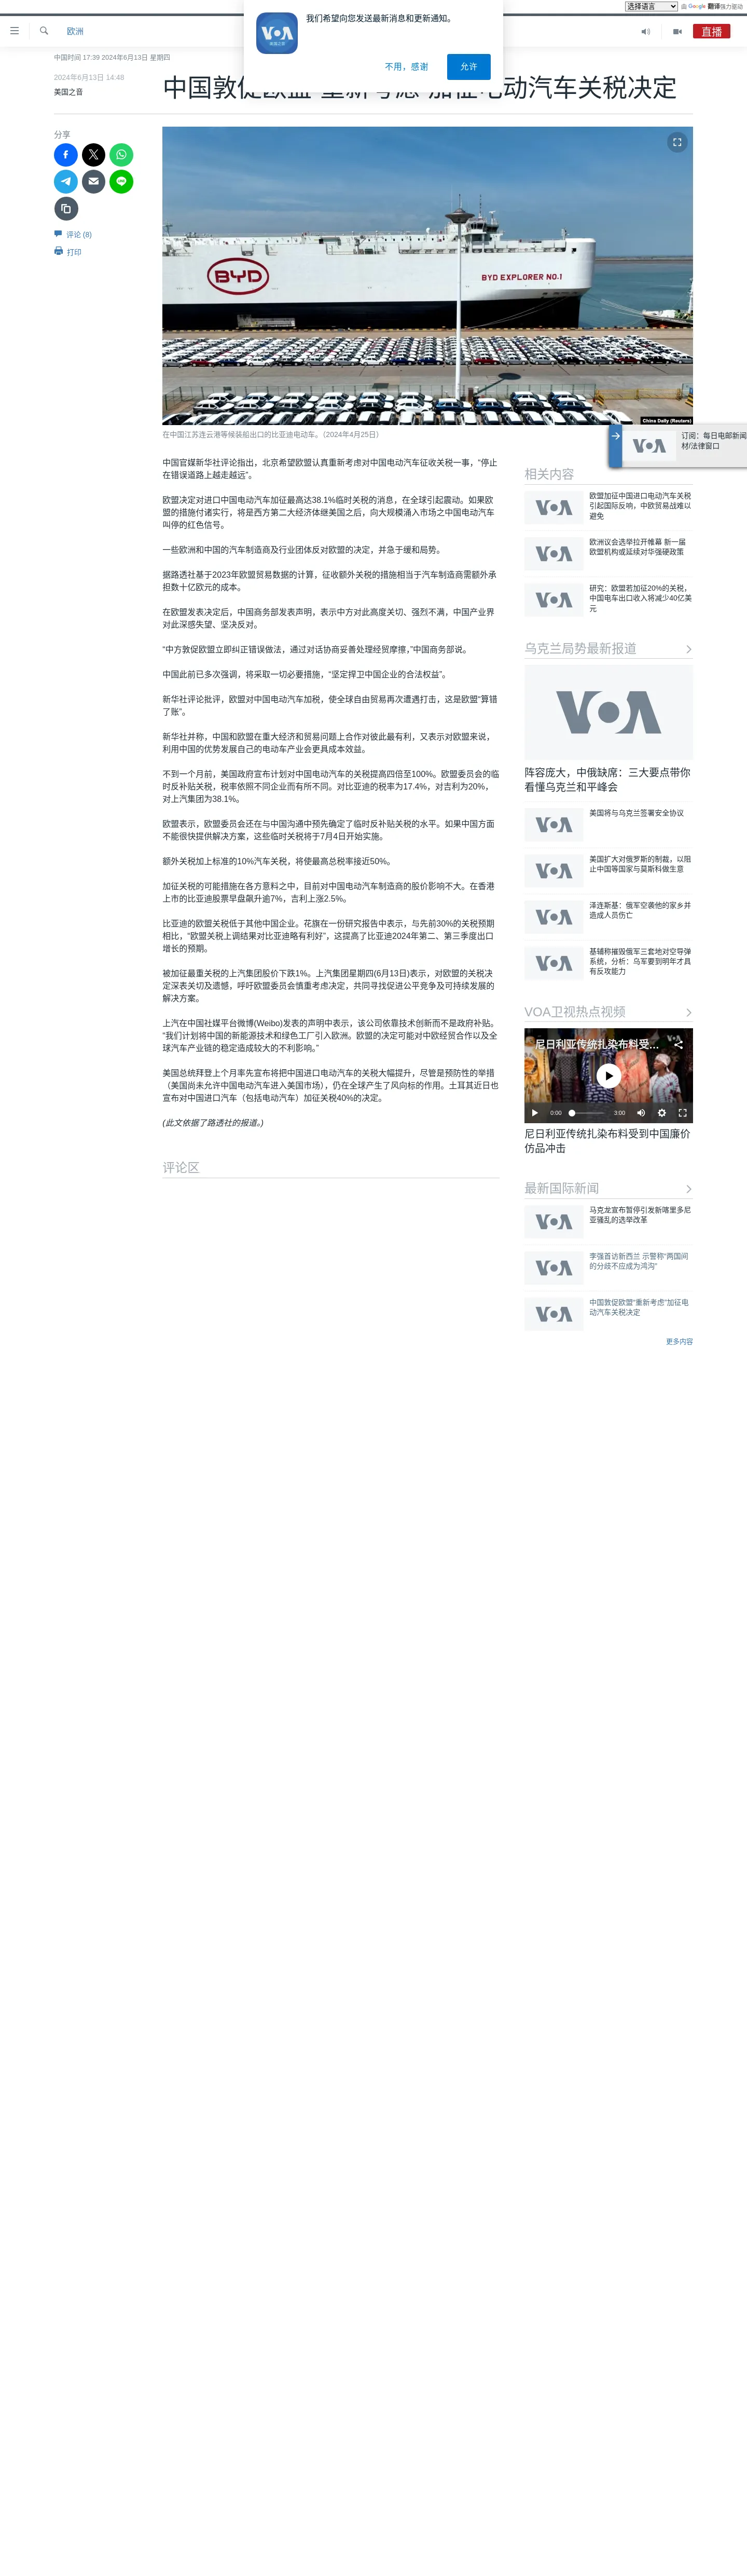 选择语言
由 Google 翻译强力驱动
VOA
美国之音
我们希望向您发送最新消息和更新通知。
不用，感谢
允许
欧洲
直播
中国时间 17:39 2024年6月13日 星期四
2024年6月13日 14:48
美国之音
中国敦促欧盟"重新考虑"加征电动汽车关税决定
分享
评论 (8)
打印
BYD
BYD EXPLORER NO.1
China Daily (Reuters)
在中国江苏连云港等候装船出口的比亚迪电动车。（2024年4月25日）
订阅：每日电邮新闻
材/法律窗口
中国官媒新华社评论指出，北京希望欧盟认真重新考虑对中国电动汽车征收关税一事，“停止
在错误道路上越走越远”。
欧盟决定对进口中国电动汽车加征最高达38.1%临时关税的消息，在全球引起震动。如果欧
盟的措施付诸实行，将是西方第二大经济体继美国之后，向大规模涌入市场之中国电动汽车
叫停的红色信号。
一些欧洲和中国的汽车制造商及行业团体反对欧盟的决定，并急于缓和局势。
据路透社基于2023年欧盟贸易数据的计算，征收额外关税的措施相当于汽车制造商需额外承
担数十亿欧元的成本。
在欧盟发表决定后，中国商务部发表声明，表示中方对此高度关切、强烈不满，中国产业界
对此深感失望、坚决反对。
“中方敦促欧盟立即纠正错误做法，通过对话协商妥善处理经贸摩擦，”中国商务部说。
中国此前已多次强调，将采取一切必要措施，“坚定捍卫中国企业的合法权益”。
新华社评论批评，欧盟对中国电动汽车加税，使全球自由贸易再次遭遇打击，这是欧盟“算错
了账”。
新华社并称，中国和欧盟在重大经济和贸易问题上合作对彼此最有利，又表示对欧盟来说，
利用中国的优势发展自己的电动车产业会更具成本效益。
不到一个月前，美国政府宣布计划对中国电动汽车的关税提高四倍至100%。欧盟委员会的临
时反补贴关税，税率依照不同企业而有所不同。对比亚迪的税率为17.4%，对吉利为20%，
对上汽集团为38.1%。
欧盟表示，欧盟委员会还在与中国沟通中预先确定了临时反补贴关税的水平。如果中国方面
不能很快提供解决方案，这些临时关税将于7月4日开始实施。
额外关税加上标准的10%汽车关税，将使最高总税率接近50%。
加征关税的可能措施在各方意料之中，目前对中国电动汽车制造商的股价影响不大。在香港
上市的比亚迪股票早盘飙升逾7%，吉利上涨2.5%。
比亚迪的欧盟关税低于其他中国企业。花旗在一份研究报告中表示，与先前30%的关税预期
相比，“欧盟关税上调结果对比亚迪略有利好”，这提高了比亚迪2024年第二、第三季度出口
增长的预期。
被加征最重关税的上汽集团股价下跌1%。上汽集团星期四(6月13日)表示，对欧盟的关税决
定深表关切及遗憾，呼吁欧盟委员会慎重考虑决定，共同寻找促进公平竞争及可持续发展的
解决方案。
上汽在中国社媒平台微博(Weibo)发表的声明中表示，该公司依靠技术创新而不是政府补贴。
“我们计划将中国的新能源技术和绿色工厂引入欧洲。欧盟的决定可能对中欧经贸合作以及全
球汽车产业链的稳定造成较大的不利影响。”
美国总统拜登上个月率先宣布将把中国进口电动汽车的关税大幅提升，尽管是预防性的举措
（美国尚未允许中国电动汽车进入美国市场），仍在全球产生了风向标的作用。土耳其近日也
宣布对中国进口汽车（包括电动汽车）加征关税40%的决定。
(此文依据了路透社的报道。)
评论区
相关内容
欧盟加征中国进口电动汽车关税
引起国际反响，中欧贸易战难以
避免
欧洲议会选举拉开帷幕 新一届
欧盟机构或延续对华强硬政策
研究：欧盟若加征20%的关税，
中国电车出口收入将减少40亿美
元
乌克兰局势最新报道
阵容庞大，中俄缺席：三大要点带你
看懂乌克兰和平峰会
美国将与乌克兰签署安全协议
美国扩大对俄罗斯的制裁，以阻
止中国等国家与莫斯科做生意
泽连斯基：俄军空袭他的家乡并
造成人员伤亡
基辅称摧毁俄军三套地对空导弹
系统，分析：乌军要到明年才具
有反攻能力
VOA卫视热点视频
尼日利亚传统扎染布料受…
0:00
3:00
尼日利亚传统扎染布料受到中国廉价
仿品冲击
最新国际新闻
马克龙宣布暂停引发新喀里多尼
亚骚乱的选举改革
李强首访新西兰 示警称“两国间
的分歧不应成为鸿沟”
中国敦促欧盟“重新考虑”加征电
动汽车关税决定
更多内容